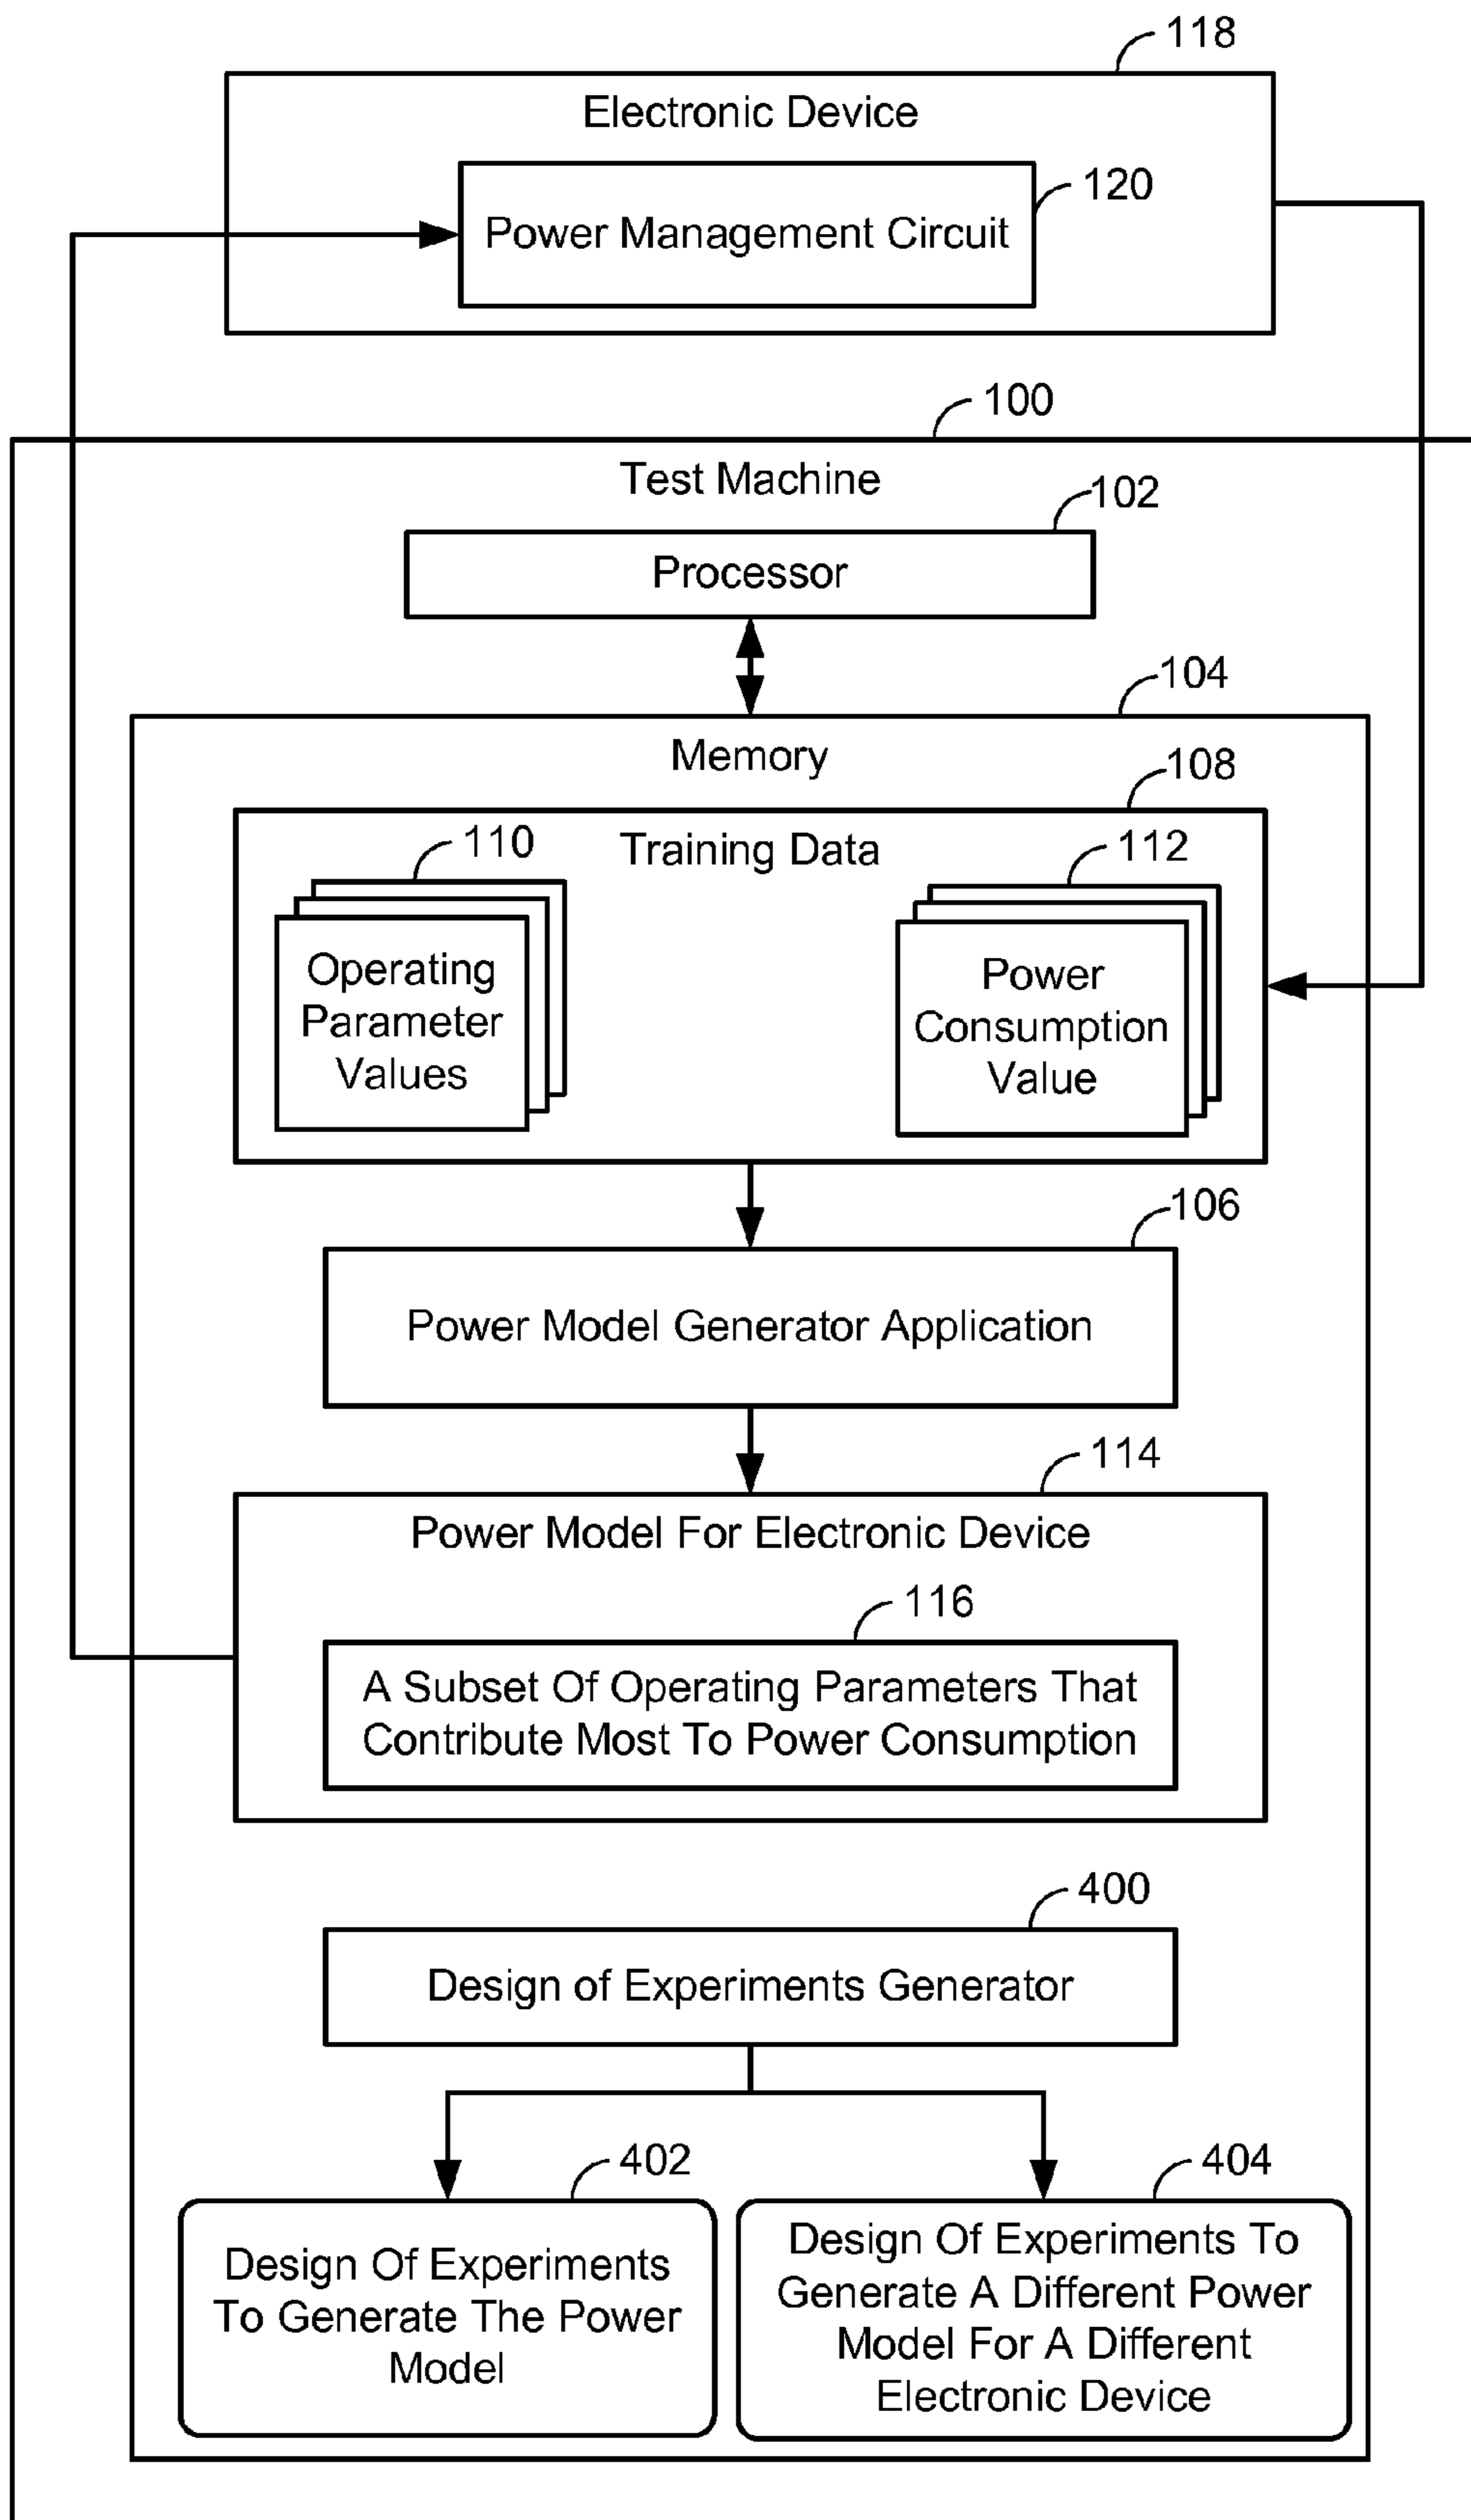 118
Electronic Device
120
Power Management Circuit
100
Test Machine
102
Processor
104
Memory
108
Training Data
110
112
Operating
Parameter
Values
Power
Consumption
Value
106
Power Model Generator Application
114
Power Model For Electronic Device
116
A Subset Of Operating Parameters That
Contribute Most To Power Consumption
400
Design of Experiments Generator
402
404
Design Of Experiments
To Generate The Power
Model
Design Of Experiments To
Generate A Different Power
Model For A Different
Electronic Device